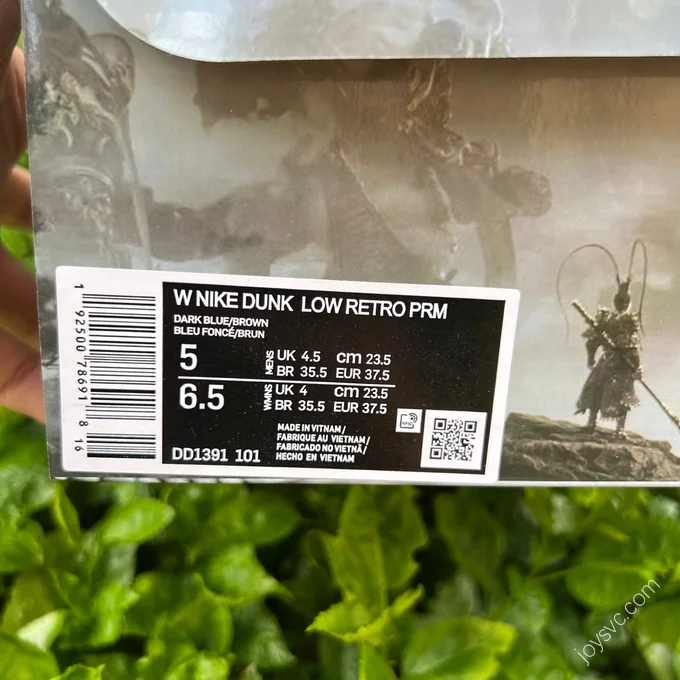 W NIKE DUNK LOW RETRO PRM
DARK BLUE/BROWN
BLEU FONCÉ/BRUN
5 MENS UK 4.5 cm 23.5
BR 35.5 EUR 37.5
6.5 WMNS UK 4 cm 23.5
BR 35.5 EUR 37.5
MADE IN VITNAM/
FABRIQUE AU VIETNAM/
FABRICADO NO VIETNÃ/
HECHO EN VIETNAM
DD1391 101
RFID
1 92500 78691 8 16
joysvc.com